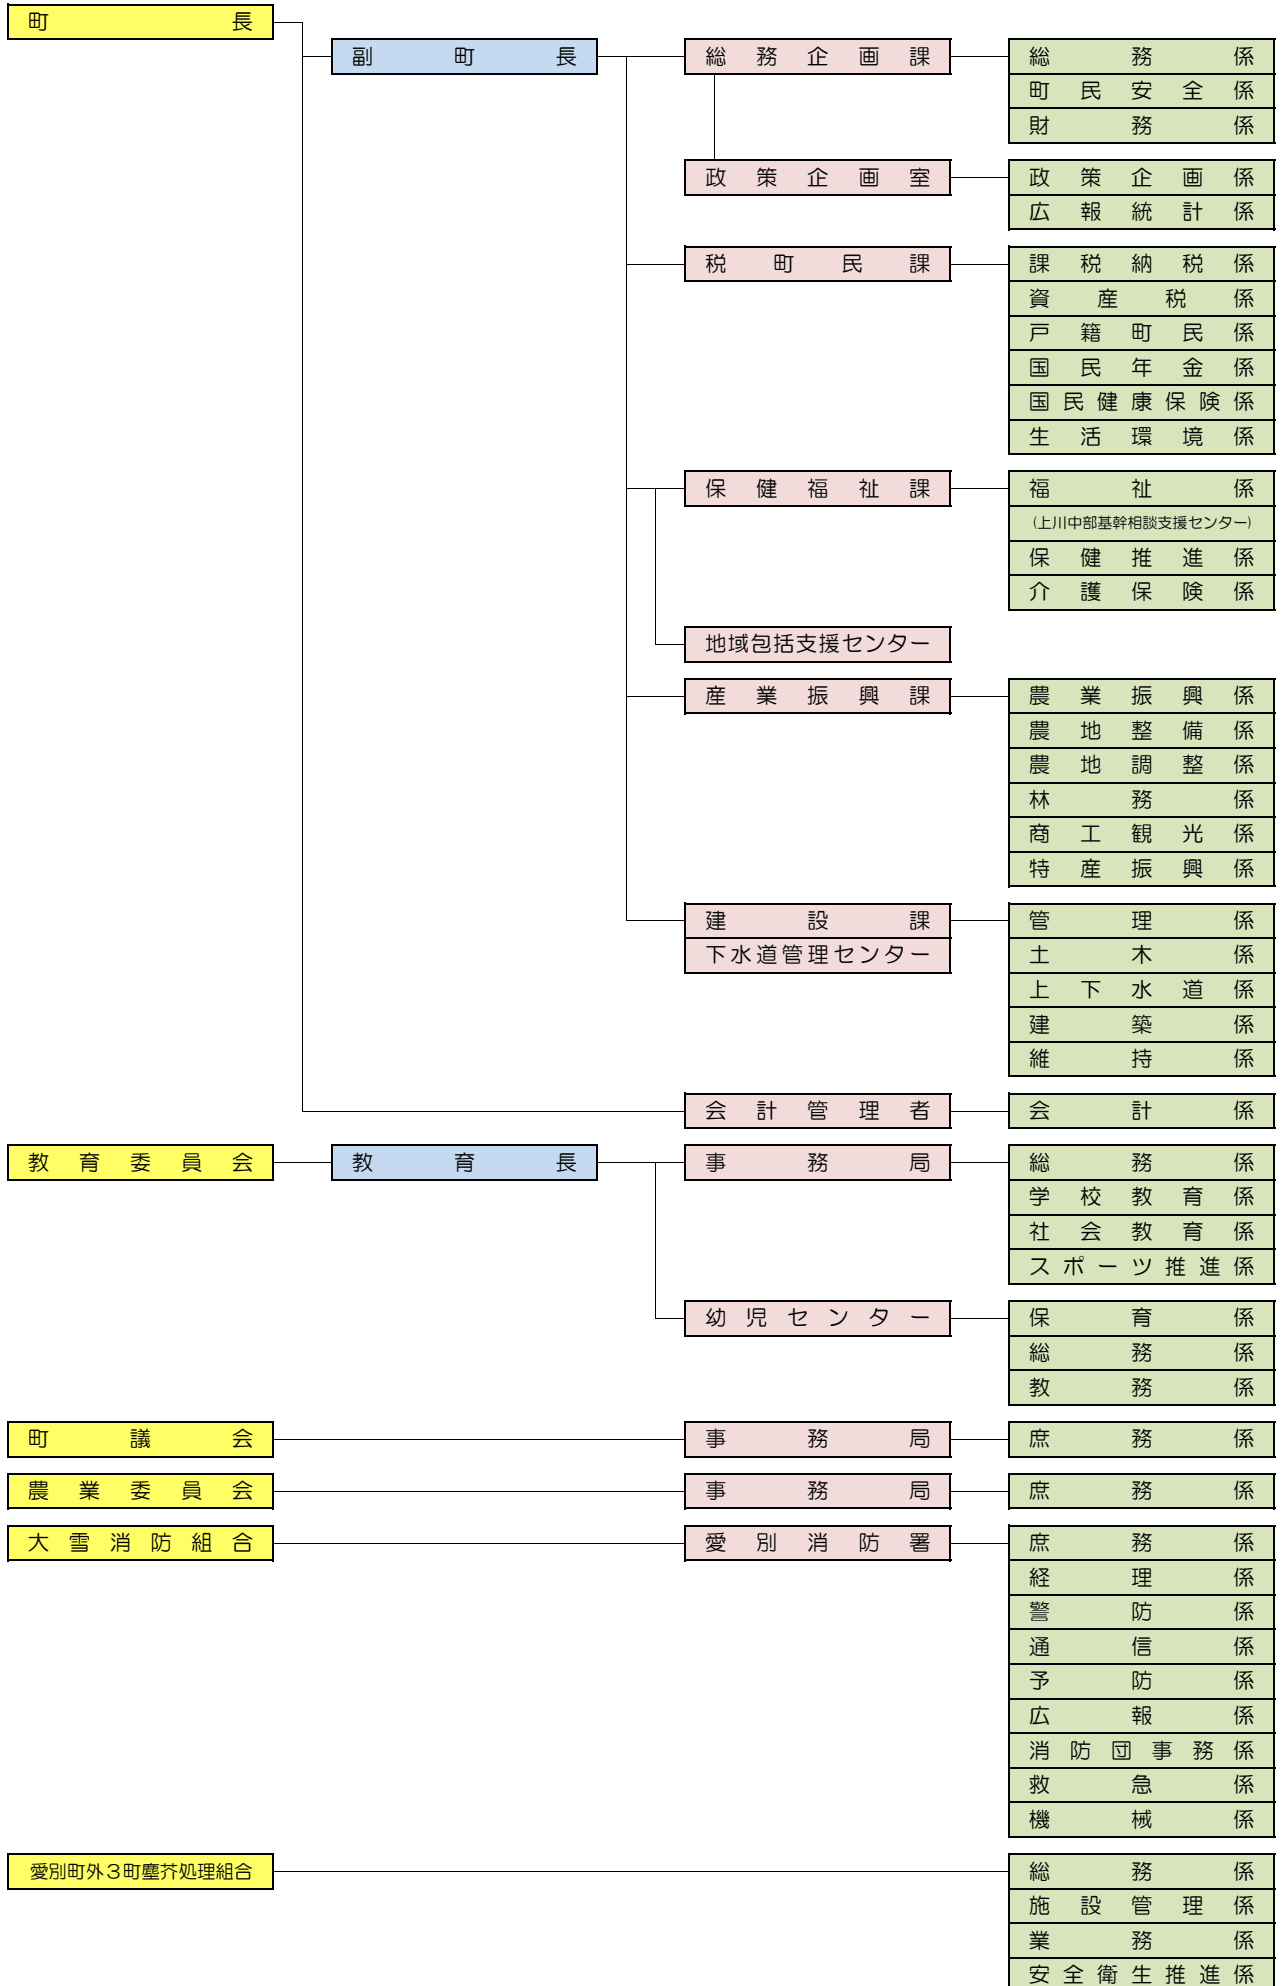 町長
副町長 総務企画課 総務係
町民安全係
財務係
政策企画室 政策企画係
広報統計係
税町民課 課税納税係
資産税係
戸籍町民係
国民年金係
国民健康保険係
生活環境係
保健福祉課 福祉係
(上川中部基幹相談支援センター)
保健推進係
介護保険係
地域包括支援センター
産業振興課 農業振興係
農地整備係
農地調整係
林務係
商工観光係
特産振興係
建設課 管理係
下水道管理センター 土木係
上下水道係
建築係
維持係
会計管理者 会計係
教育委員会 教育長 事務局 総務係
学校教育係
社会教育係
スポーツ推進係
幼児センター 保育係
総務係
教務係
町議会 事務局 庶務係
農業委員会 事務局 庶務係
大雪消防組合 愛別消防署 庶務係
経理係
警防係
通信係
予防係
広報係
消防団事務係
救急係
機械係
愛別町外3町塵芥処理組合 総務係
施設管理係
業務係
安全衛生推進係